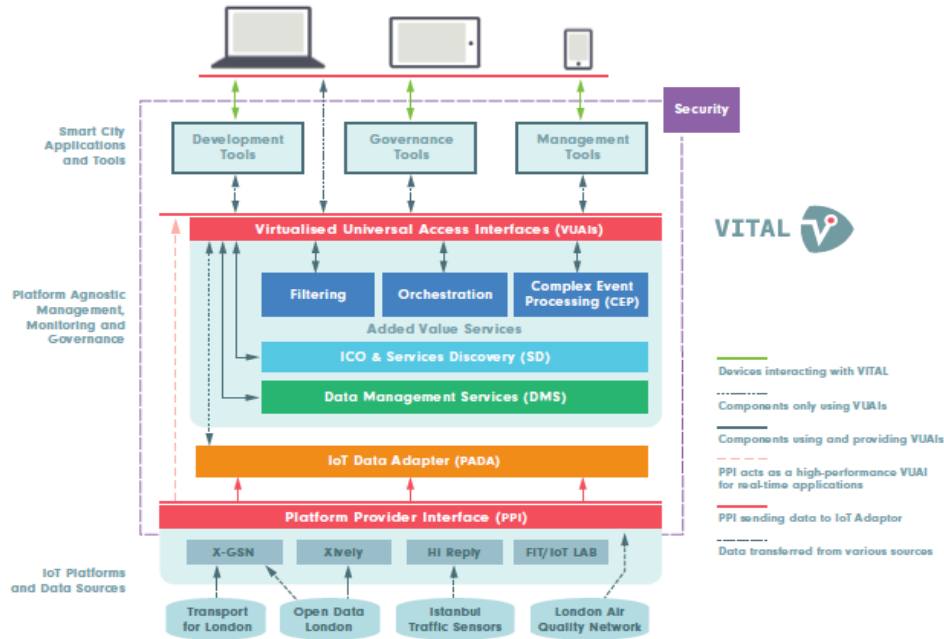 Security
Smart City
Applications
and Tools
Development
Tools
Governance
Tools
Management
Tools
Virtualised Universal Access Interfaces (VUAIs)
VITAL
Platform Agnostic
Management,
Monitoring and
Governance
Filtering
Orchestration
Complex Event
Processing (CEP)
Added Value Services
ICO & Services Discovery (SD)
Data Management Services (DMS)
IoT Data Adapter (PADA)
Platform Provider Interface (PPI)
IoT Platforms
and Data Sources
X-GSN
Xively
HI Reply
FIT/IoT LAB
Transport
for London
Open Data
London
Istanbul
Traffic Sensors
London Air
Quality Network
Devices interacting with VITAL
Components only using VUAIs
Components using and providing VUAIs
PPI acts as a high-performance VUAI
for real-time applications
PPI sending data to IoT Adaptor
Data transferred from various sources